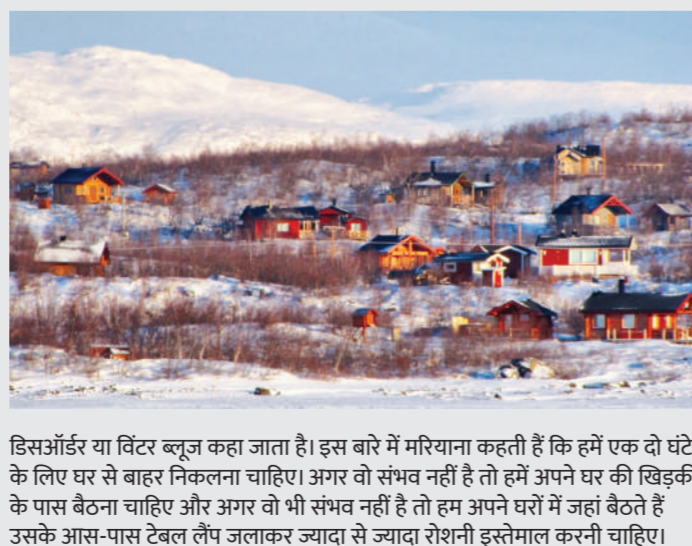 डिसऑर्डर या विंटर ब्लूज कहा जाता है। इस बारे में मरियाना कहती हैं कि हमें एक दो घंटे
के लिए घर से बाहर निकलना चाहिए। अगर वो संभव नहीं है तो हमें अपने घर की खिड़की
के पास बैठना चाहिए और अगर वो भी संभव नहीं है तो हम अपने घरों में जहां बैठते हैं
उसके आस-पास टेबल लैंप जलाकर ज्यादा से ज्यादा रोशनी इस्तेमाल करनी चाहिए।